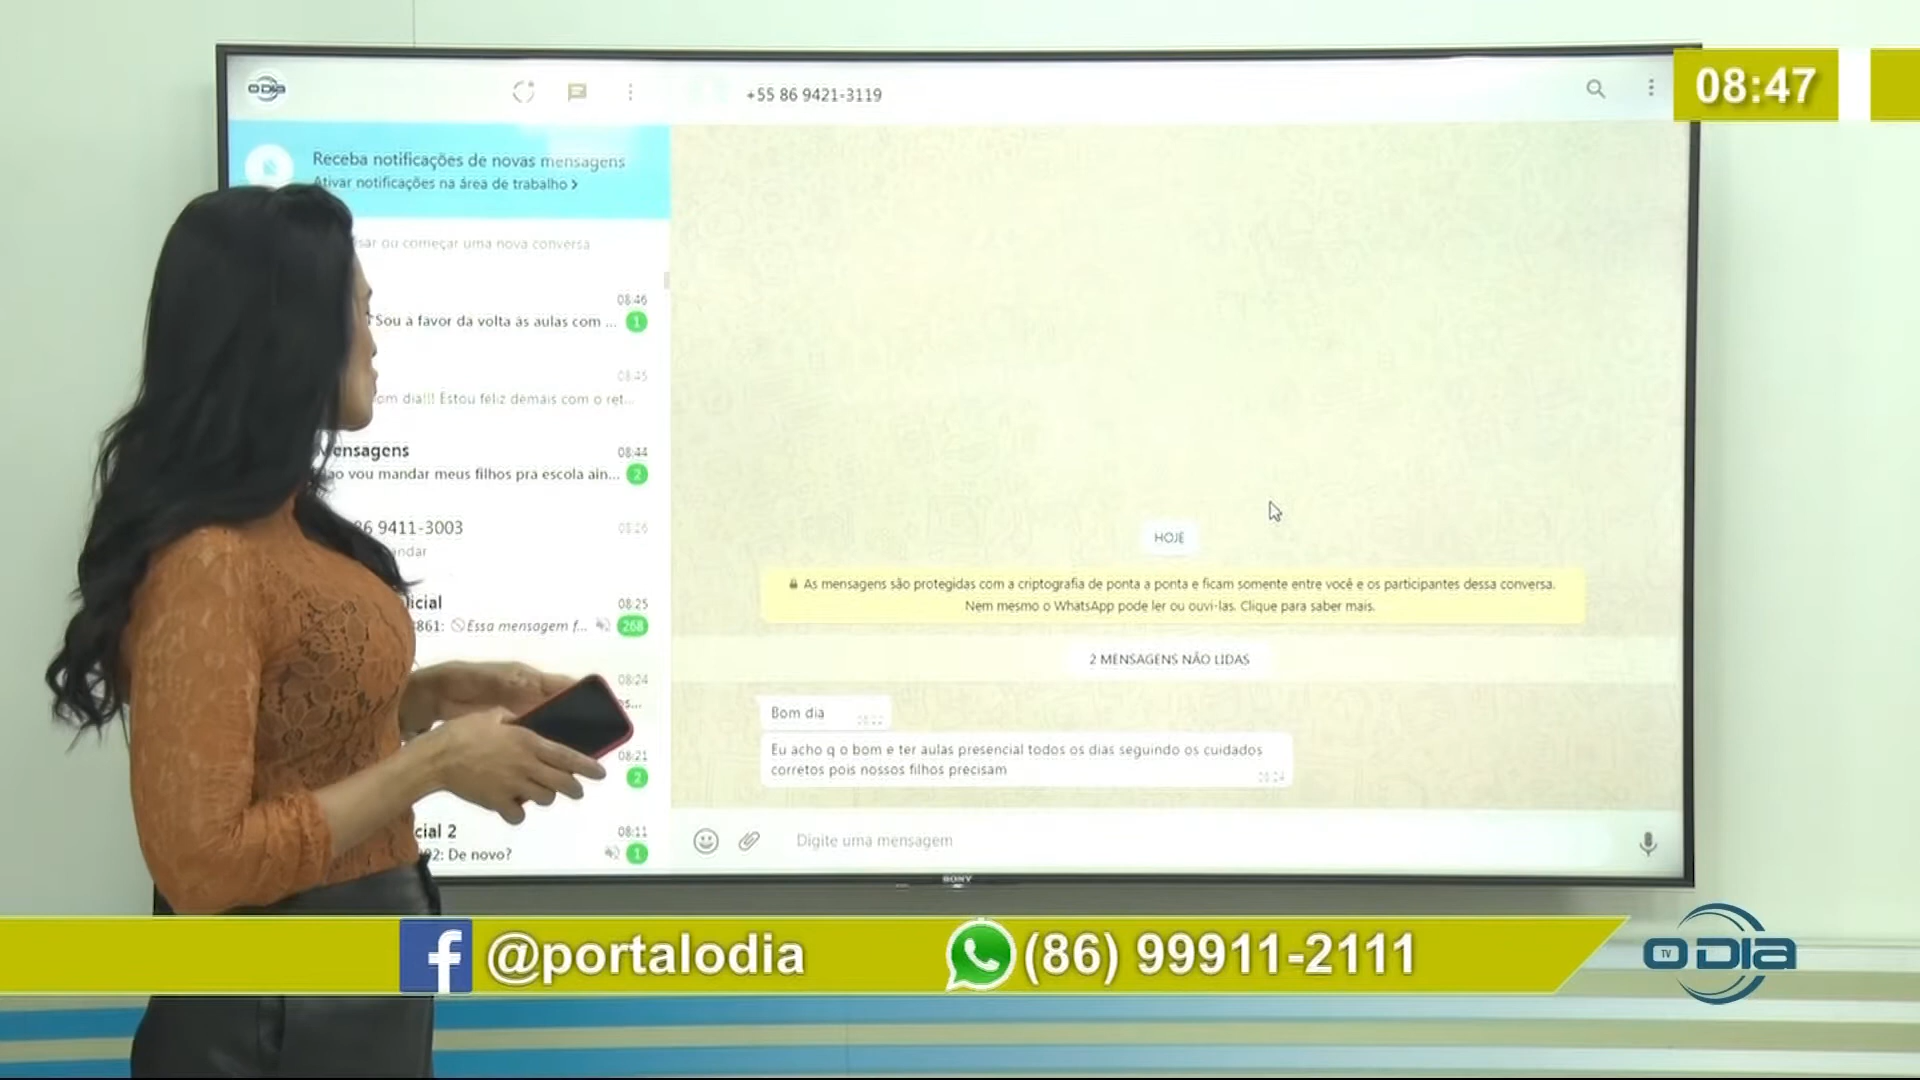 08:47
O DIA
+55 86 9421-3119
Receba notificações de novas mensagens
Ativar notificações na área de trabalho >
ou começar uma nova conversa
08:46
Sou a favor da volta às aulas com ...
1
08:45
dia!!! Estou feliz demais com o ret...
Mensagens
08:44
vou mandar meus filhos pra escola ain...
2
86 9411-3003
08:26
08:25
861: Essa mensagem f...
268
08:24
08:21
2
cial 2
08:11
92: De novo?
1
HOJE
As mensagens são protegidas com a criptografia de ponta a ponta e ficam somente entre você e os participantes dessa conversa.
Nem mesmo o WhatsApp pode ler ou ouvi-las. Clique para saber mais.
2 MENSAGENS NÃO LIDAS
Bom dia
Eu acho q o bom e ter aulas presencial todos os dias seguindo os cuidados
corretos pois nossos filhos precisam
08:24
Digite uma mensagem
SONY
@portalodia
(86) 99911-2111
O DIA
TV